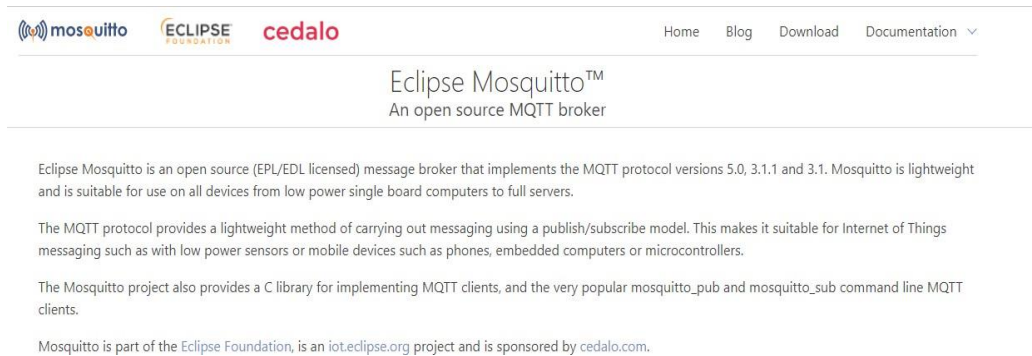 mosquitto ECLIPSE FOUNDATION cedalo Home Blog Download Documentation
Eclipse Mosquitto™
An open source MQTT broker
Eclipse Mosquitto is an open source (EPL/EDL licensed) message broker that implements the MQTT protocol versions 5.0, 3.1.1 and 3.1. Mosquitto is lightweight
and is suitable for use on all devices from low power single board computers to full servers.
The MQTT protocol provides a lightweight method of carrying out messaging using a publish/subscribe model. This makes it suitable for Internet of Things
messaging such as with low power sensors or mobile devices such as phones, embedded computers or microcontrollers.
The Mosquitto project also provides a C library for implementing MQTT clients, and the very popular mosquitto_pub and mosquitto_sub command line MQTT
clients.
Mosquitto is part of the Eclipse Foundation, is an iot.eclipse.org project and is sponsored by cedalo.com.